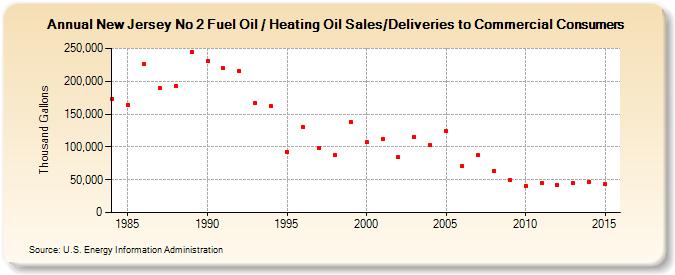 Annual New Jersey No 2 Fuel Oil / Heating Oil Sales/Deliveries to Commercial Consumers
Thousand Gallons
250,000
200,000
150,000
100,000
50,000
0
1985 1990 1995 2000 2005 2010 2015
Source: U.S. Energy Information Administration